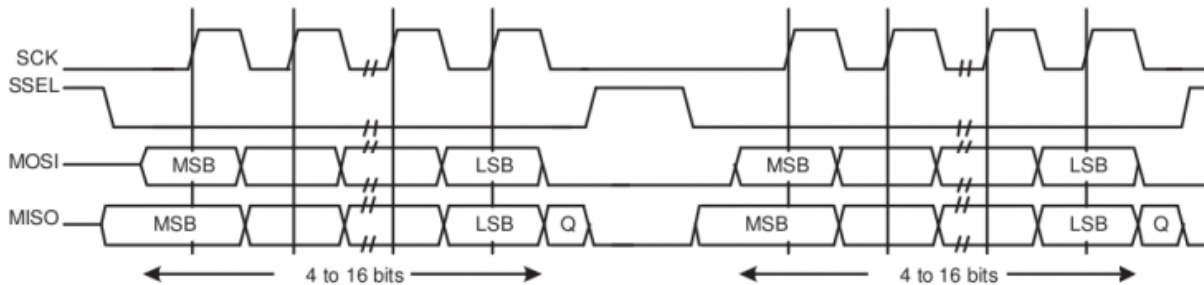 SCK
SSEL
MOSI MSB LSB MSB LSB
MISO MSB LSB Q MSB LSB Q
4 to 16 bits 4 to 16 bits